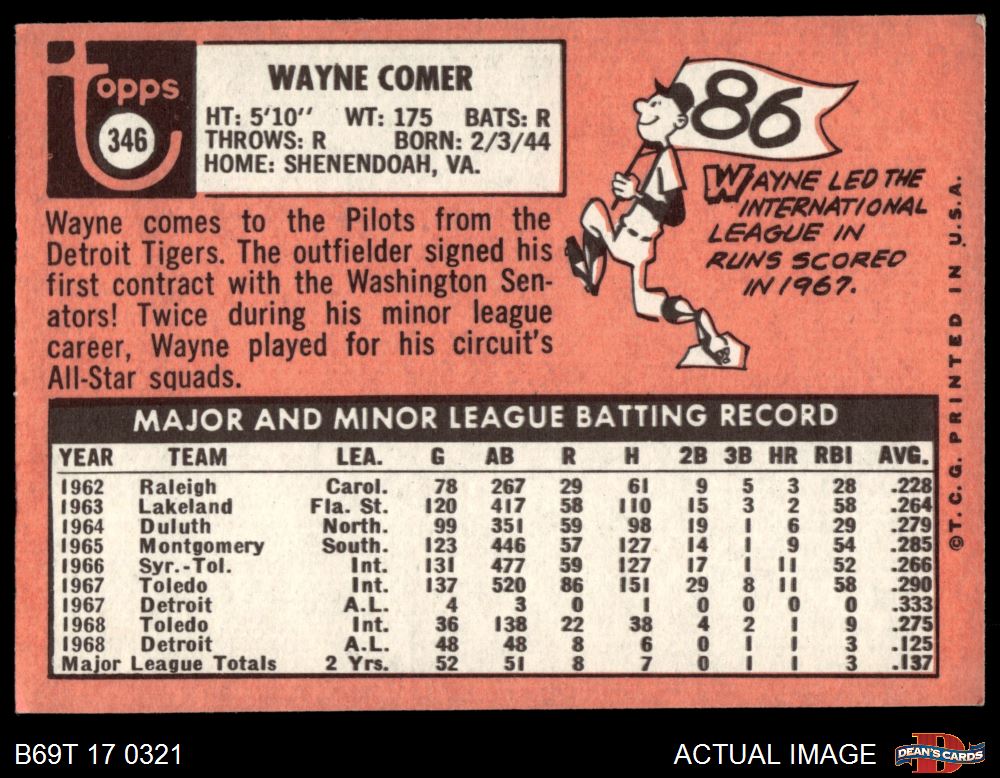 Topps
346
WAYNE COMER
HT: 5'10'' WT: 175 BATS: R
THROWS: R BORN: 2/3/44
HOME: SHENENDOAH, VA.
86
WAYNE LED THE
INTERNATIONAL
LEAGUE IN
RUNS SCORED
IN 1967.
Wayne comes to the Pilots from the
Detroit Tigers. The outfielder signed his
first contract with the Washington Sen-
ators! Twice during his minor league
career, Wayne played for his circuit's
All-Star squads.
MAJOR AND MINOR LEAGUE BATTING RECORD
YEAR TEAM LEA. G AB R H 2B 3B HR RBI AVG.
1962 Raleigh Carol. 78 267 29 61 9 5 3 28 .228
1963 Lakeland Fla. St. 120 417 58 110 15 3 2 58 .264
1964 Duluth North. 99 351 59 98 19 1 6 29 .279
1965 Montgomery South. 123 446 57 127 14 1 9 54 .285
1966 Syr.-Tol. Int. 131 477 59 127 17 1 11 52 .266
1967 Toledo Int. 137 520 86 151 29 8 11 58 .290
1967 Detroit A.L. 4 3 0 1 0 0 0 0 .333
1968 Toledo Int. 36 138 22 38 4 2 1 9 .275
1968 Detroit A.L. 48 48 8 6 0 1 1 3 .125
Major League Totals 2 Yrs. 52 51 8 7 0 1 1 3 .137
©T. C. G. PRINTED IN U.S.A.
B69T 17 0321
ACTUAL IMAGE
DEAN'S CARDS